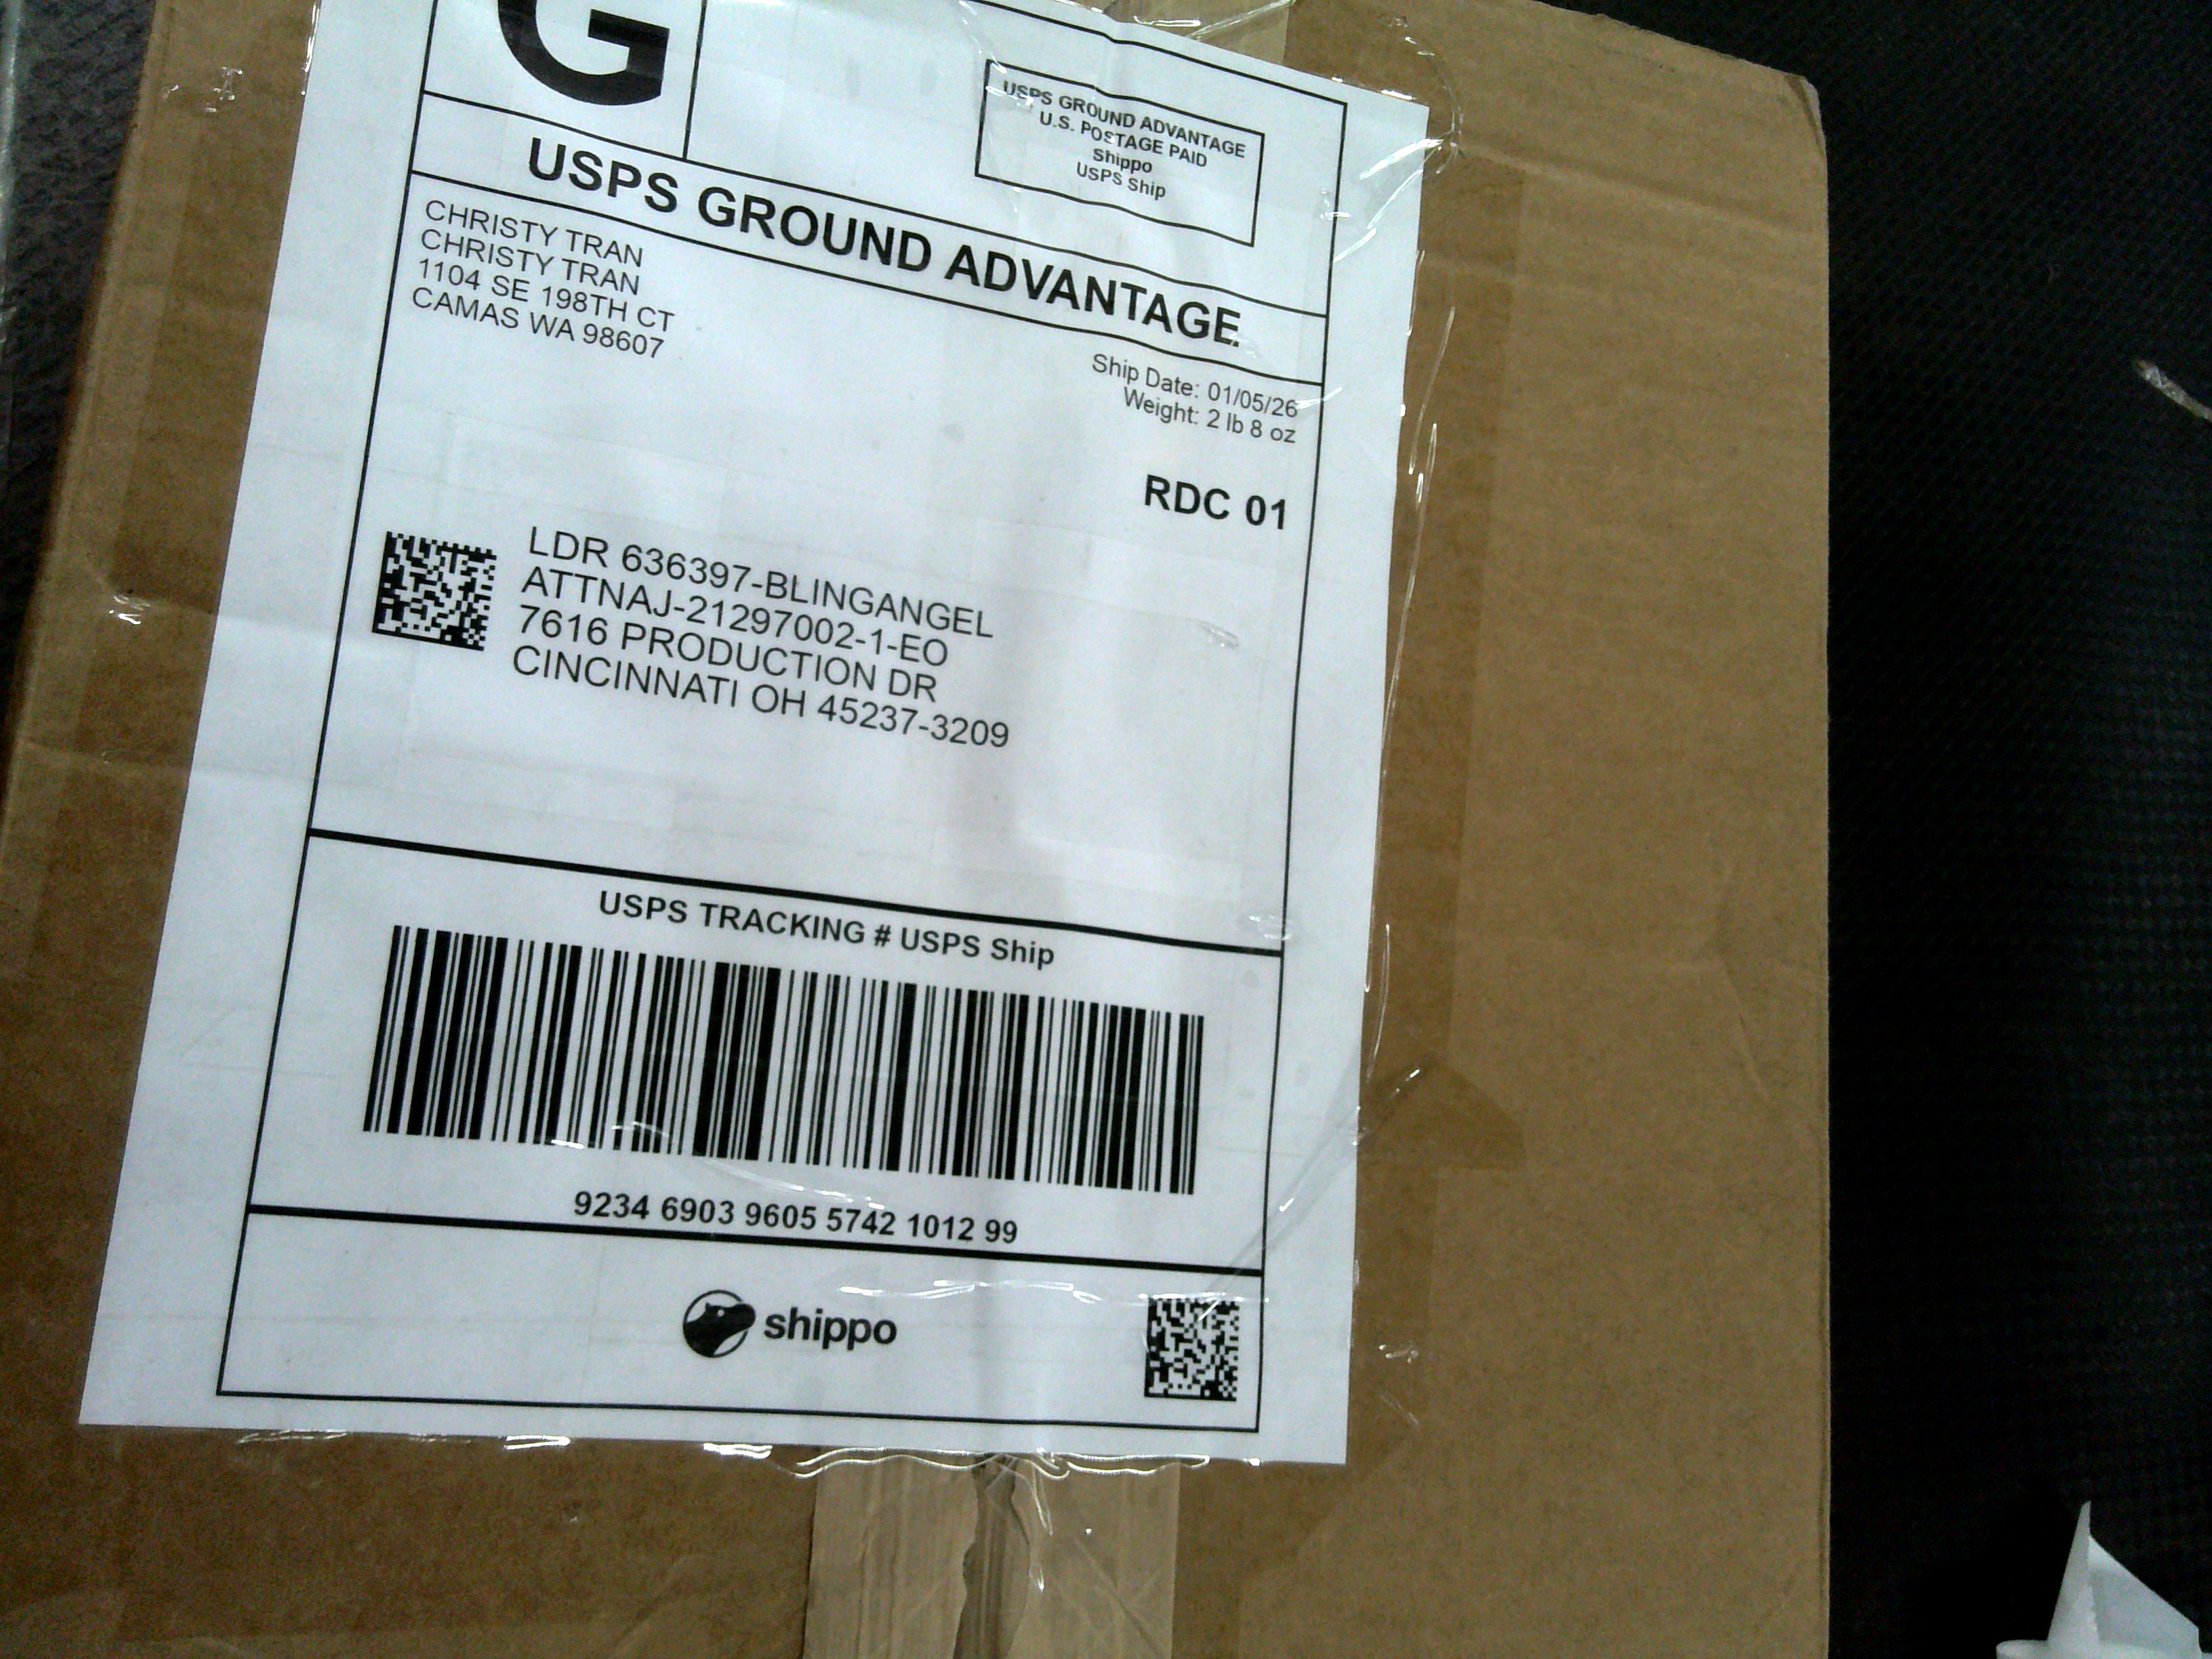 G
USPS GROUND ADVANTAGE
U.S. POSTAGE PAID
Shippo
USPS Ship
USPS GROUND ADVANTAGE.
CHRISTY TRAN
CHRISTY TRAN
1104 SE 198TH CT
CAMAS WA 98607
Ship Date: 01/05/26
Weight: 2 lb 8 oz
RDC 01
LDR 636397-BLINGANGEL
ATTNAJ-21297002-1-EO
7616 PRODUCTION DR
CINCINNATI OH 45237-3209
USPS TRACKING # USPS Ship
9234 6903 9605 5742 1012 99
shippo